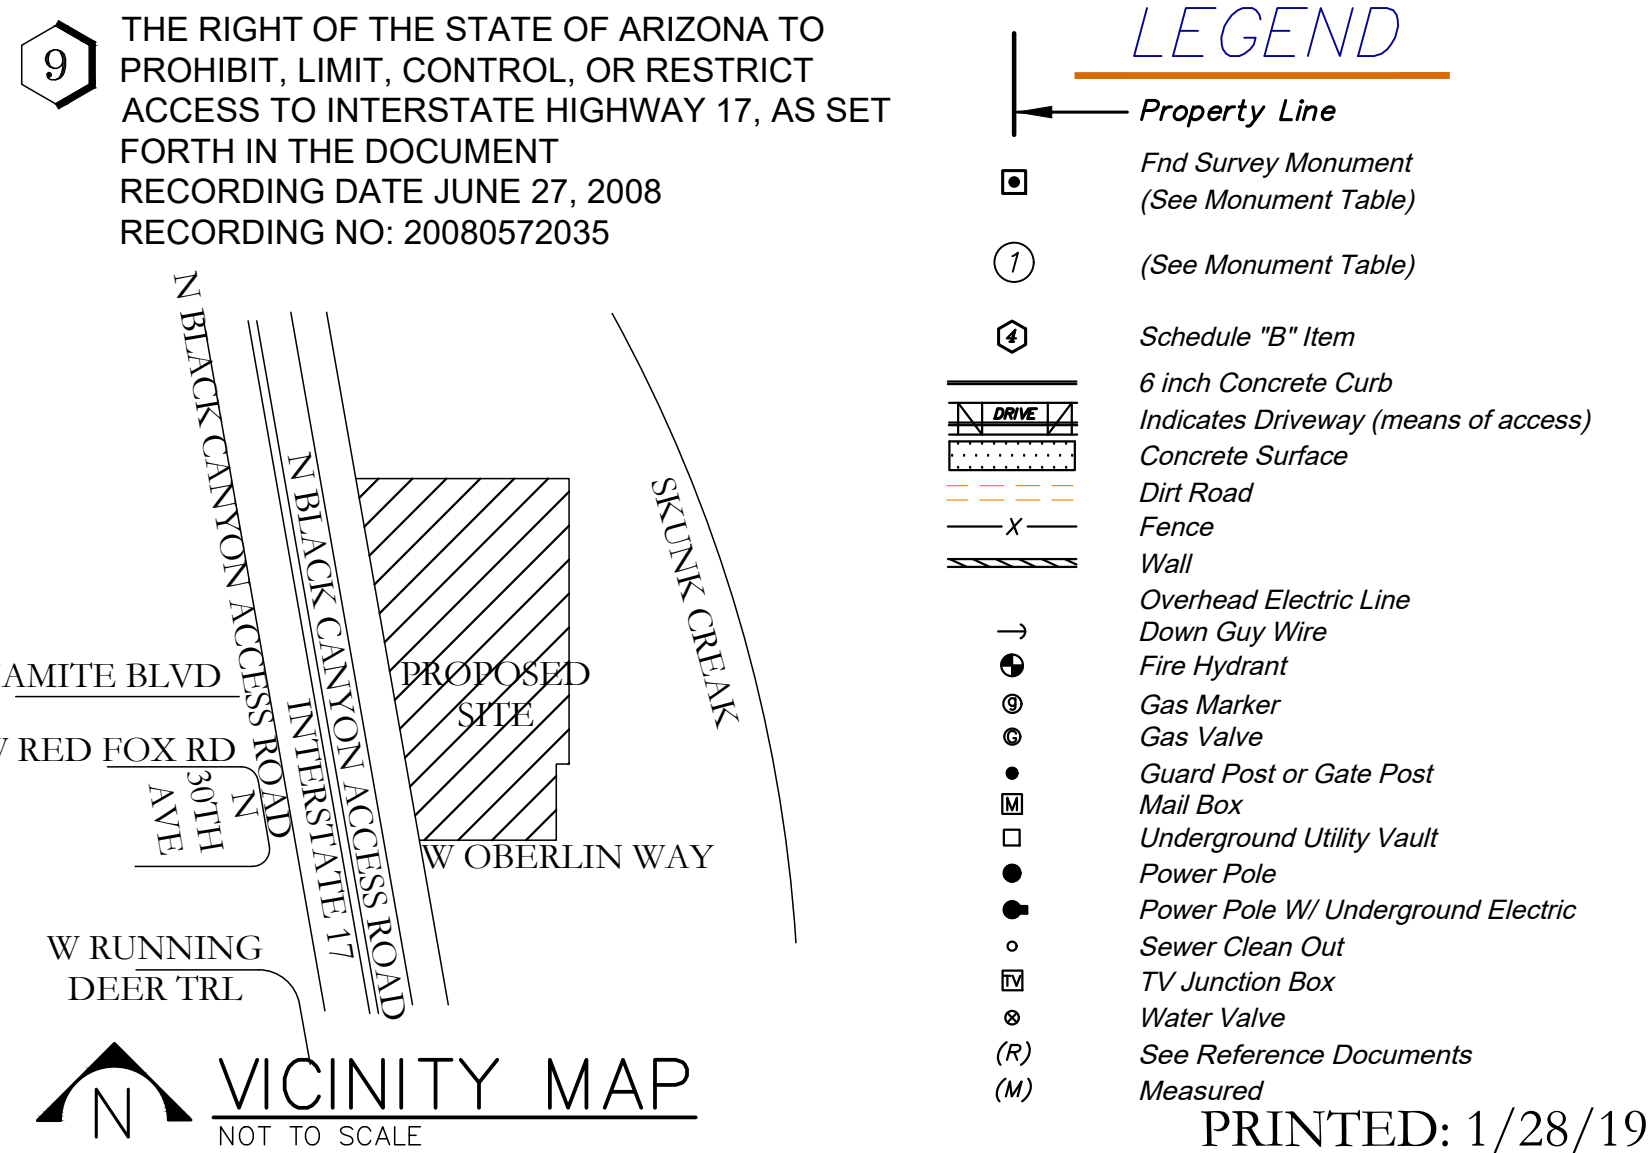 9
THE RIGHT OF THE STATE OF ARIZONA TO
PROHIBIT, LIMIT, CONTROL, OR RESTRICT
ACCESS TO INTERSTATE HIGHWAY 17, AS SET
FORTH IN THE DOCUMENT
RECORDING DATE JUNE 27, 2008
RECORDING NO: 20080572035
N BLACK CANYON ACCESS ROAD
N BLACK CANYON ACCESS ROAD
INTERSTATE 17
SKUNK CREAK
PROPOSED
SITE
AMITE BLVD
RED FOX RD
N
30TH
AVE
W OBERLIN WAY
W RUNNING
DEER TRL
N
VICINITY MAP
NOT TO SCALE
LEGEND
Property Line
Fnd Survey Monument
(See Monument Table)
1 (See Monument Table)
4 Schedule "B" Item
6 inch Concrete Curb
DRIVE Indicates Driveway (means of access)
Concrete Surface
Dirt Road
X Fence
Wall
Overhead Electric Line
Down Guy Wire
Fire Hydrant
g Gas Marker
G Gas Valve
Guard Post or Gate Post
M Mail Box
Underground Utility Vault
Power Pole
Power Pole W/ Underground Electric
Sewer Clean Out
TV TV Junction Box
Water Valve
(R) See Reference Documents
(M) Measured
PRINTED: 1/28/19